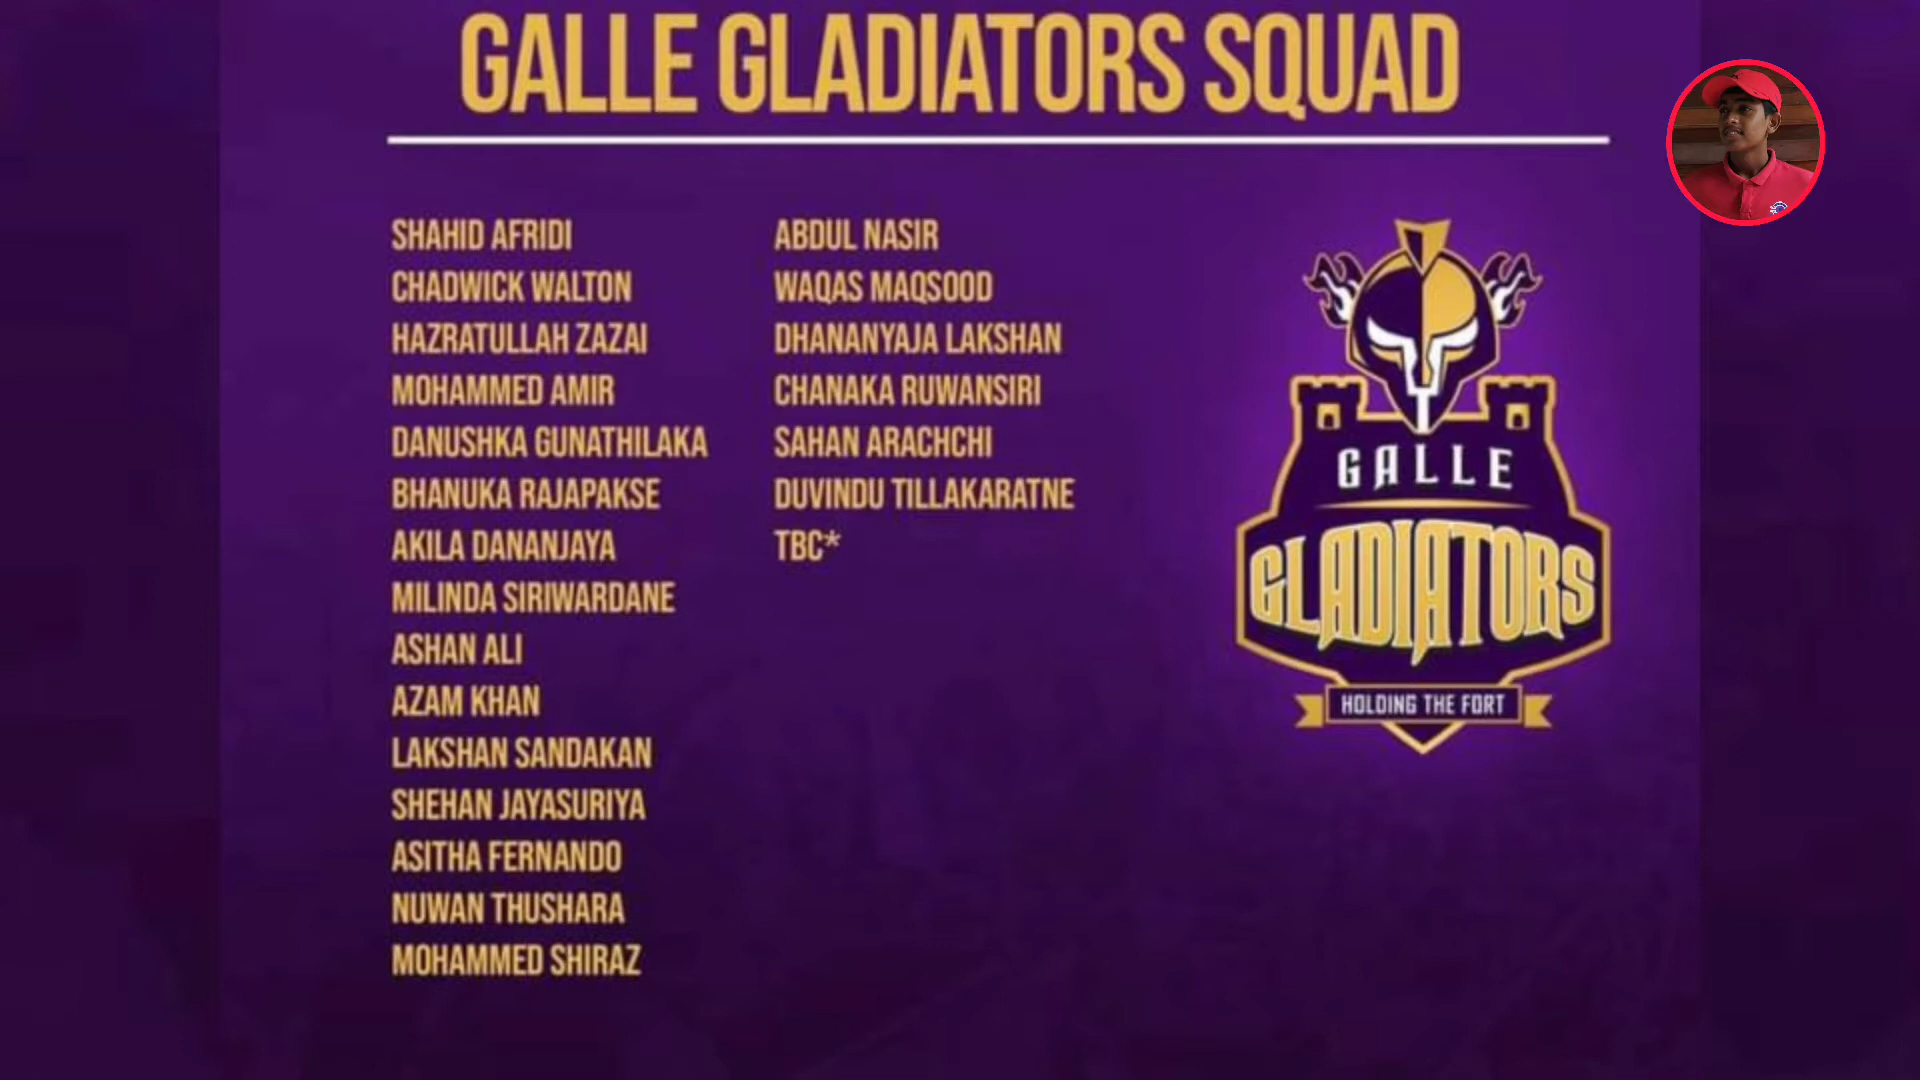 GALLE GLADIATORS SQUAD
SHAHID AFRIDI
CHADWICK WALTON
HAZRATULLAH ZAZAI
MOHAMMED AMIR
DANUSHKA GUNATHILAKA
BHANUKA RAJAPAKSE
AKILA DANANJAYA
MILINDA SIRIWARDANE
ASHAN ALI
AZAM KHAN
LAKSHAN SANDAKAN
SHEHAN JAYASURIYA
ASITHA FERNANDO
NUWAN THUSHARA
MOHAMMED SHIRAZ
ABDUL NASIR
WAQAS MAQSOOD
DHANANYAJA LAKSHAN
CHANAKA RUWANSIRI
SAHAN ARACHCHI
DUVINDU TILLAKARATNE
TBC*
GALLE
GLADIATORS
HOLDING THE FORT